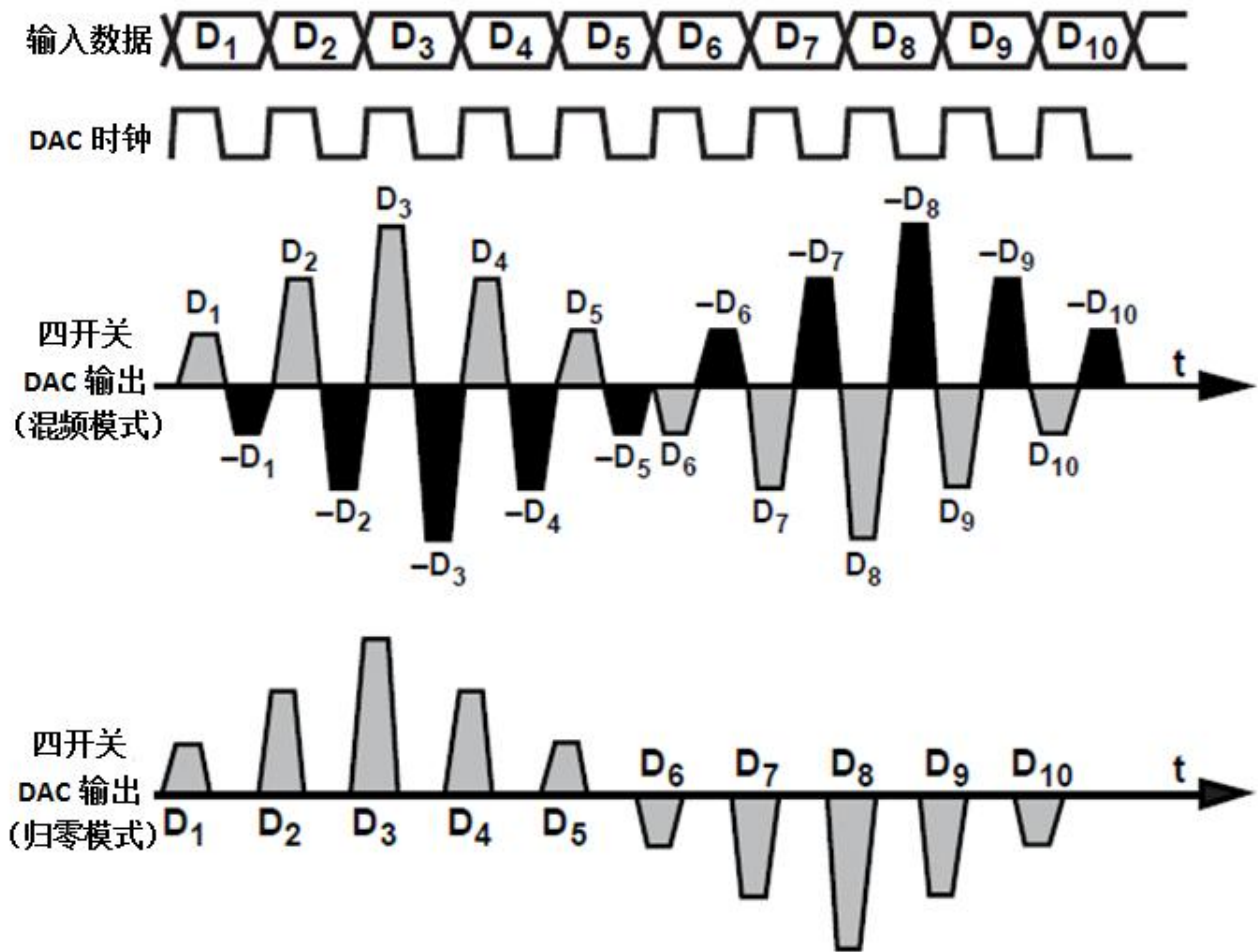 输入数据 D1 D2 D3 D4 D5 D6 D7 D8 D9 D10
DAC 时钟
D3
–D8
D2 D4 –D7 –D9
D1 D5 –D6 –D10
四开关
DAC 输出
(混频模式)
t
–D1 –D5 D6 D10
–D2 –D4 D7 D9
–D3 D8
四开关
DAC 输出
(归零模式)
D6 D7 D8 D9 D10 t
D1 D2 D3 D4 D5